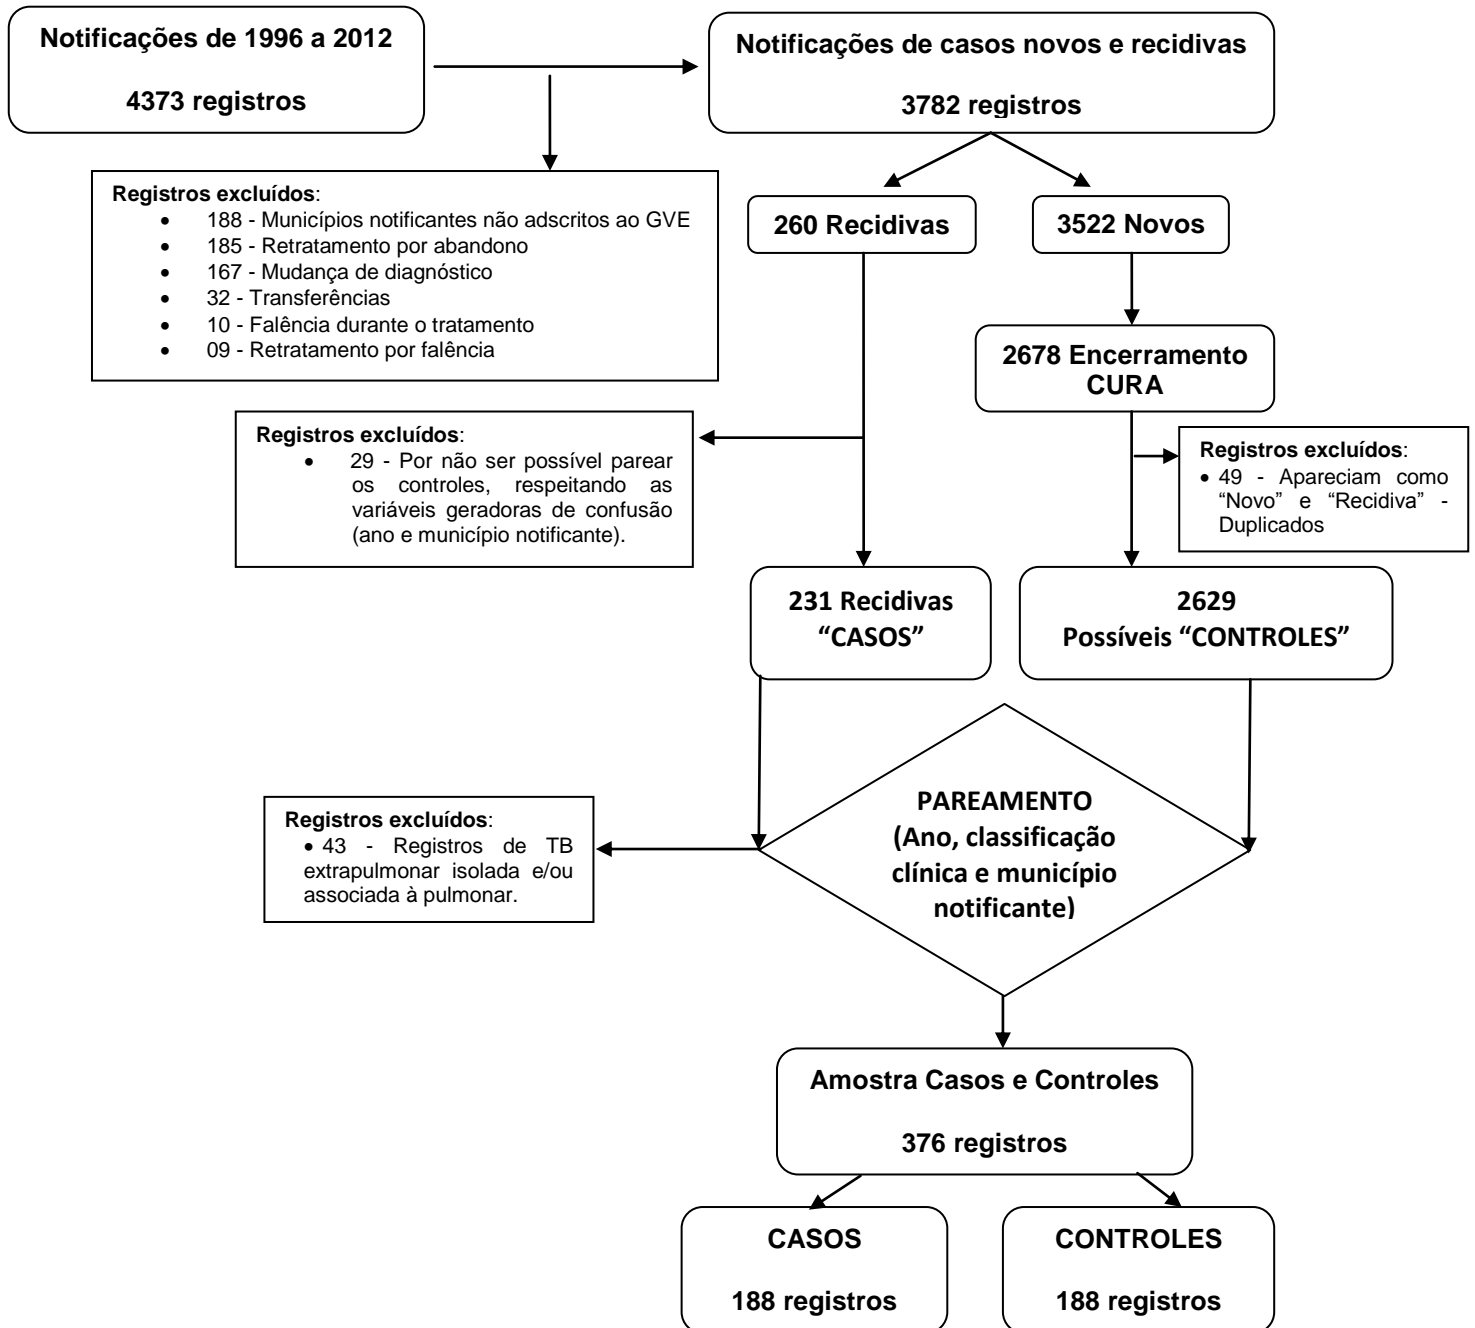 Notificações de 1996 a 2012
4373 registros
Notificações de casos novos e recidivas
3782 registros
Registros excluídos:
• 188 - Municípios notificantes não adscritos ao GVE
• 185 - Retratamento por abandono
• 167 - Mudança de diagnóstico
• 32 - Transferências
• 10 - Falência durante o tratamento
• 09 - Retratamento por falência
260 Recidivas
3522 Novos
2678 Encerramento
CURA
Registros excluídos:
• 29 - Por não ser possível parear
os controles, respeitando as
variáveis geradoras de confusão
(ano e município notificante).
Registros excluídos:
• 49 - Apareciam como
“Novo” e “Recidiva” -
Duplicados
231 Recidivas
“CASOS”
2629
Possíveis “CONTROLES”
PAREAMENTO
(Ano, classificação
clínica e município
notificante)
Registros excluídos:
• 43 - Registros de TB
extrapulmonar isolada e/ou
associada à pulmonar.
Amostra Casos e Controles
376 registros
CASOS
188 registros
CONTROLES
188 registros